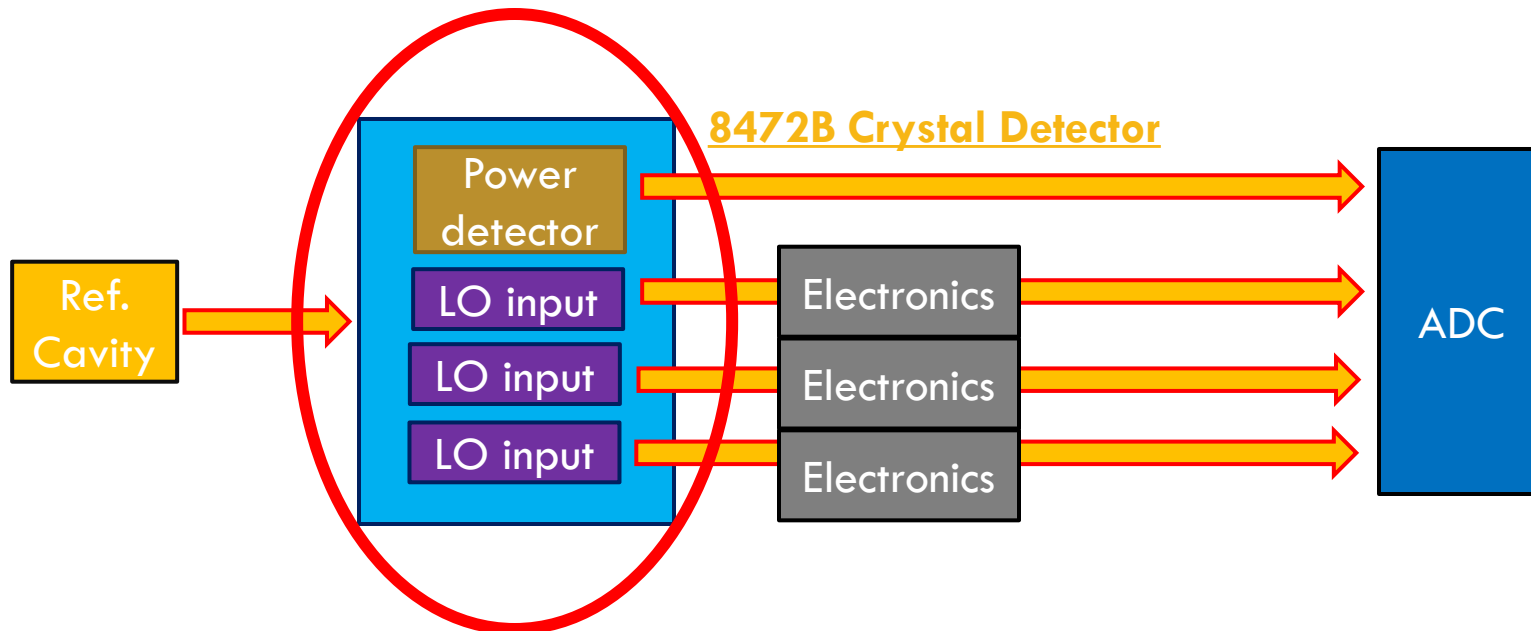 8472B Crystal Detector
Power
detector
Ref.
Cavity
LO input
LO input
LO input
Electronics
Electronics
Electronics
ADC